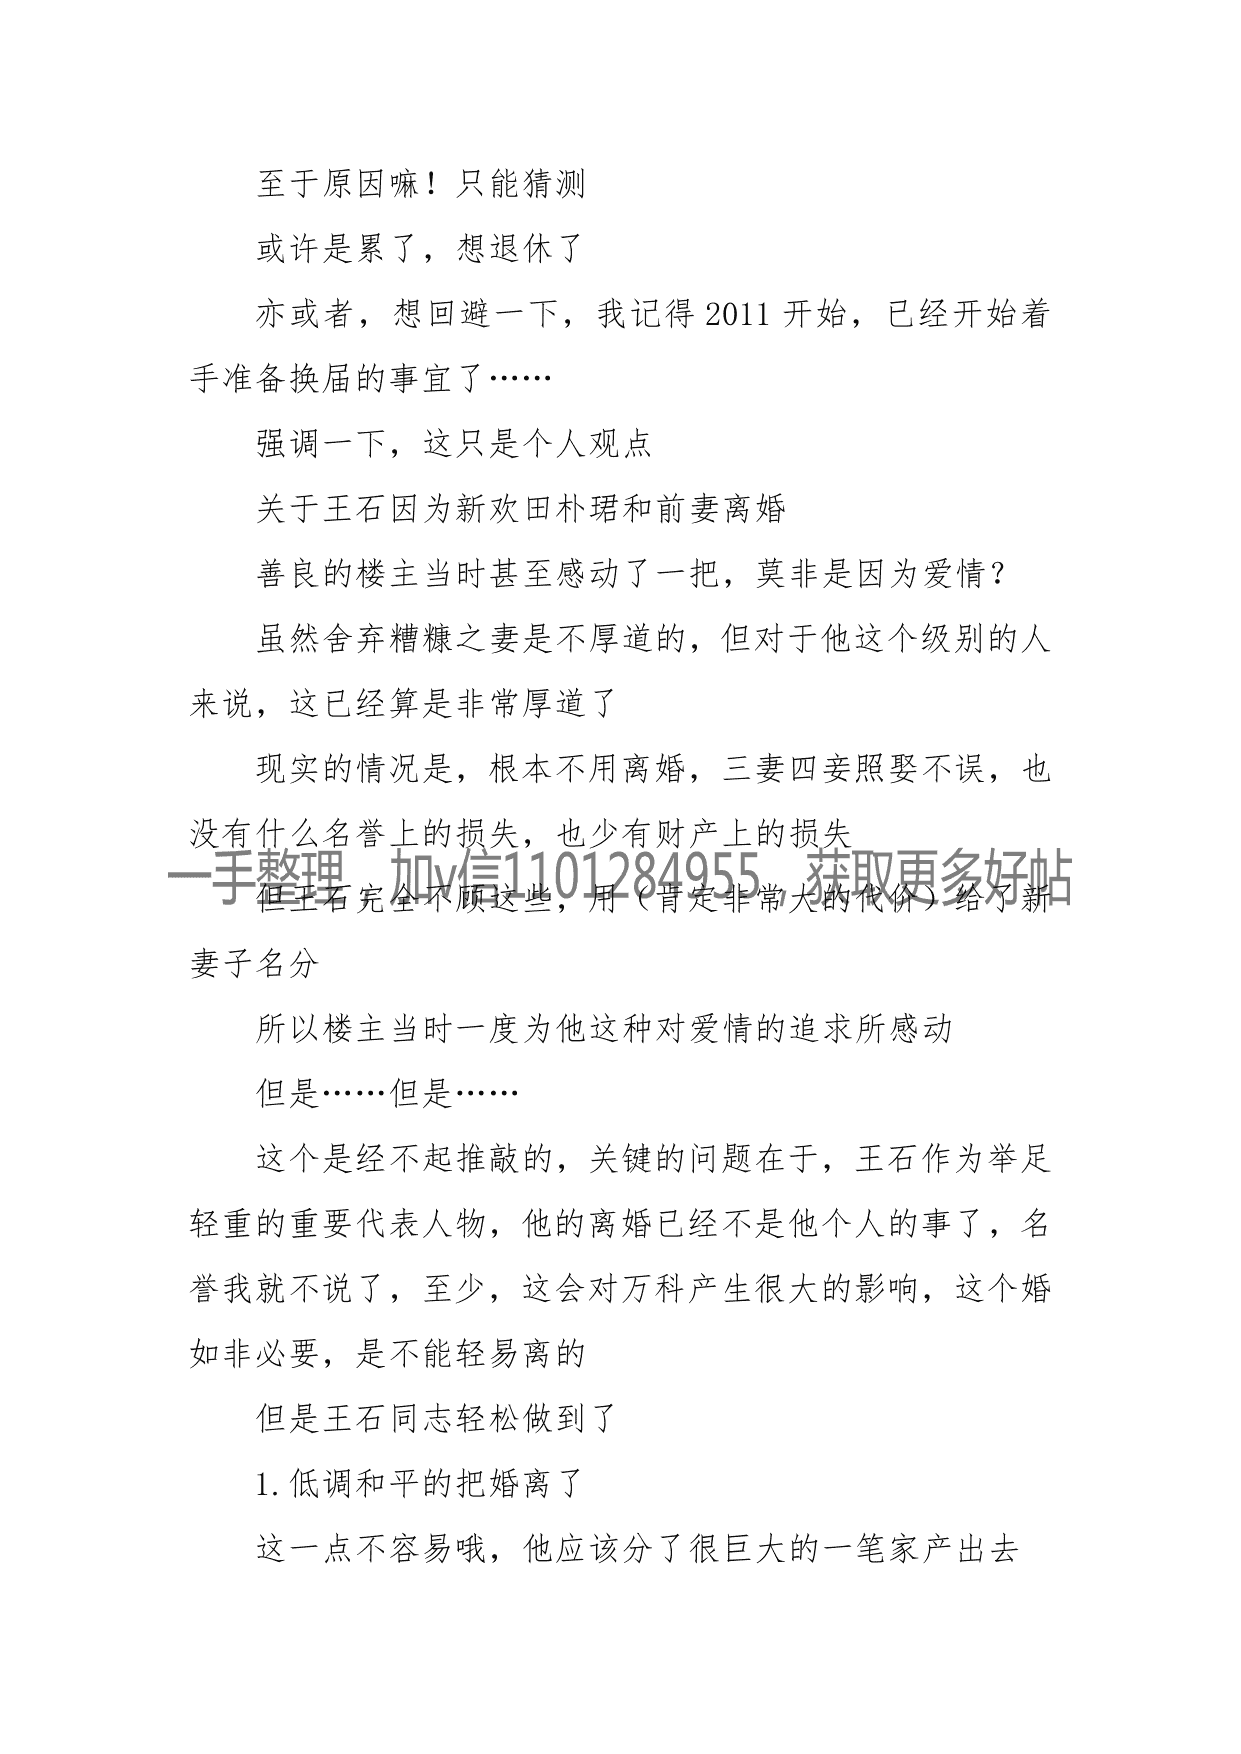 至于原因嘛！只能猜测
或许是累了，想退休了
亦或者，想回避一下，我记得 2011 开始，已经开始着
手准备换届的事宜了……
强调一下，这只是个人观点
关于王石因为新欢田朴珺和前妻离婚
善良的楼主当时甚至感动了一把，莫非是因为爱情？
虽然舍弃糟糠之妻是不厚道的，但对于他这个级别的人
来说，这已经算是非常厚道了
现实的情况是，根本不用离婚，三妻四妾照娶不误，也
没有什么名誉上的损失，也少有财产上的损失
一手整理，加v信1101284955，获取更多好帖
但王石完全不顾这些，用（肯定非常大的代价）给了新
妻子名分
所以楼主当时一度为他这种对爱情的追求所感动
但是……但是……
这个是经不起推敲的，关键的问题在于，王石作为举足
轻重的重要代表人物，他的离婚已经不是他个人的事了，名
誉我就不说了，至少，这会对万科产生很大的影响，这个婚
如非必要，是不能轻易离的
但是王石同志轻松做到了
1.低调和平的把婚离了
这一点不容易哦，他应该分了很巨大的一笔家产出去